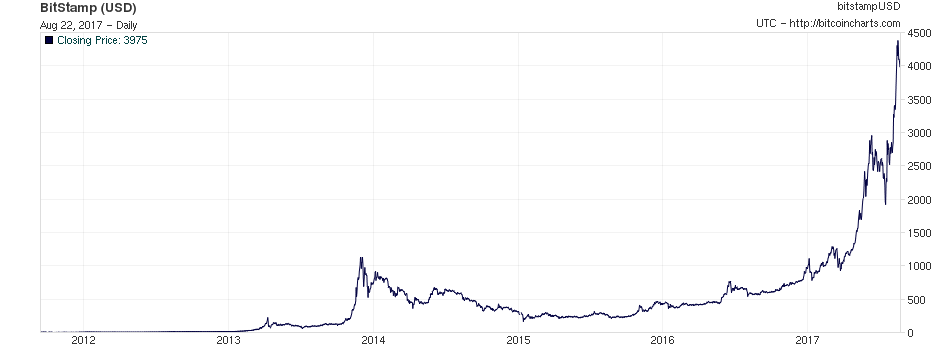 BitStamp (USD) bitstampUSD
Aug 22, 2017 - Daily UTC - http://bitcoincharts.com
Closing Price: 3975
4500
4000
3500
3000
2500
2000
1500
1000
500
0
2012 2013 2014 2015 2016 2017